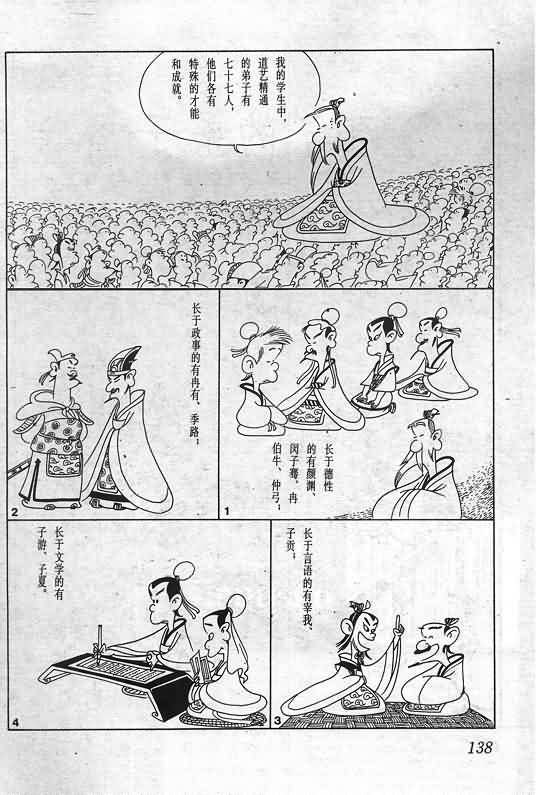 我的学生中，
道艺精通
的弟子有
七十七人，
他们各有
特殊的才能
和成就。
长于德性
的有颜渊、
闵子骞、冉
伯牛、仲弓；
1
长于政事的有冉有、季路；
2
长于言语的有宰我、
子贡；
3
长于文学的有
子游、子夏。
4
138